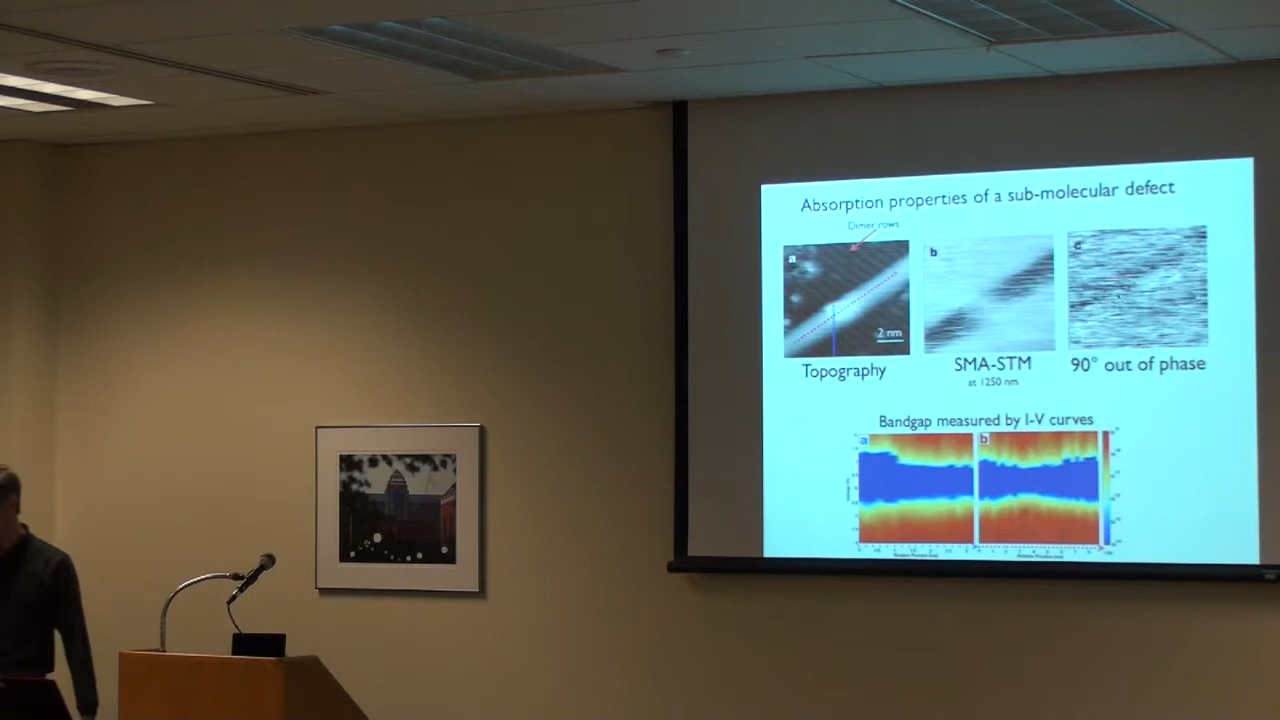 Absorption properties of a sub-molecular defect
Dimer rows
a
b
c
2 nm
Topography
SMA-STM
at 1250 nm
90° out of phase
Bandgap measured by I-V curves
a
b